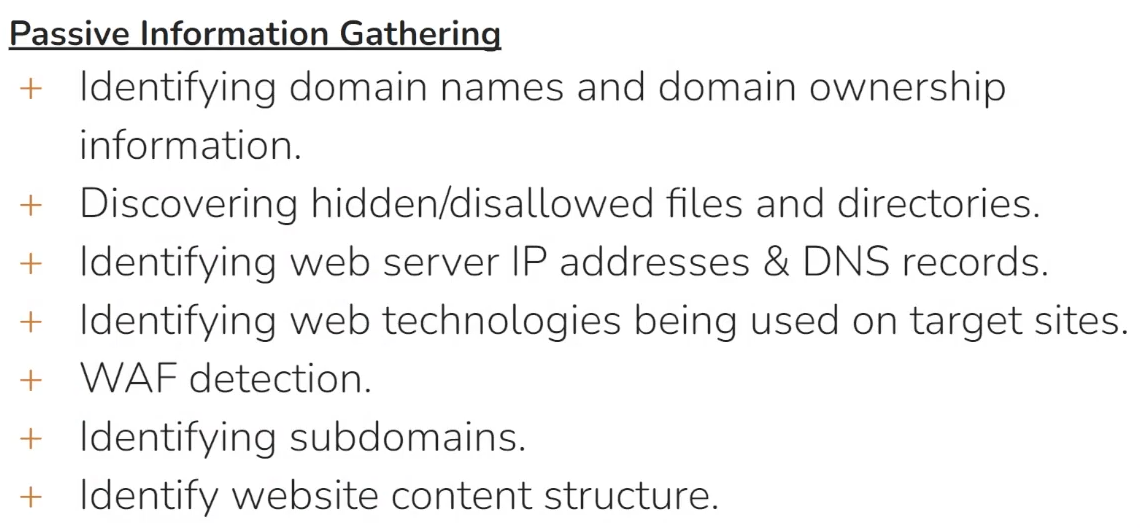 Passive Information Gathering
+ Identifying domain names and domain ownership
information.
+ Discovering hidden/disallowed files and directories.
+ Identifying web server IP addresses & DNS records.
+ Identifying web technologies being used on target sites.
+ WAF detection.
+ Identifying subdomains.
+ Identify website content structure.